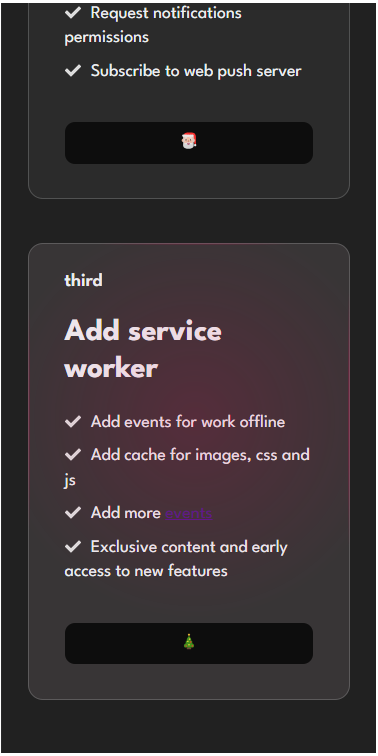 Request notifications
permissions
Subscribe to web push server
third
Add service
worker
Add events for work offline
Add cache for images, css and
js
Add more events
Exclusive content and early
access to new features